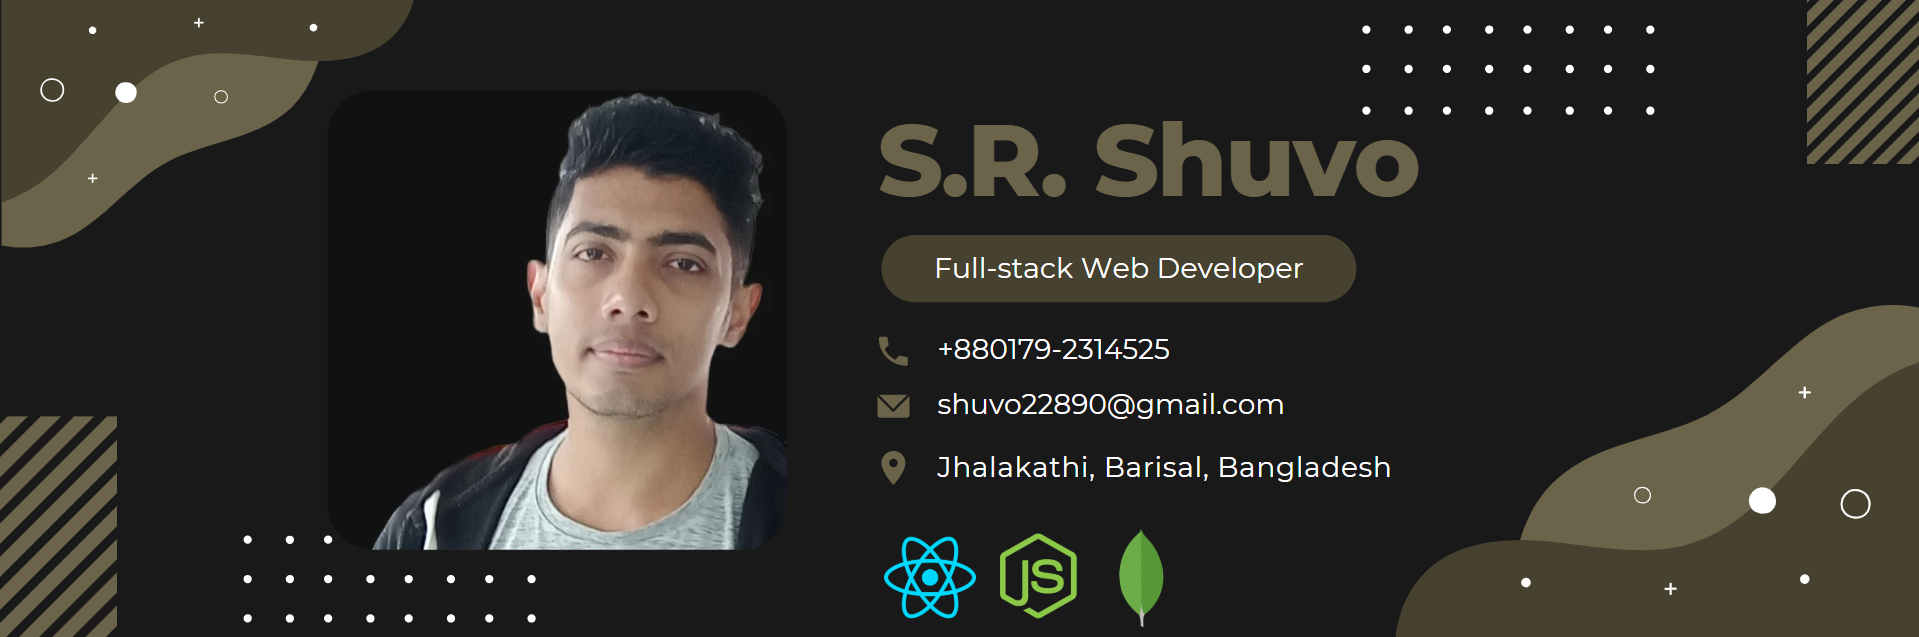 S.R. Shuvo
Full-stack Web Developer
+880179-2314525
shuvo22890@gmail.com
Jhalakathi, Barisal, Bangladesh
JS